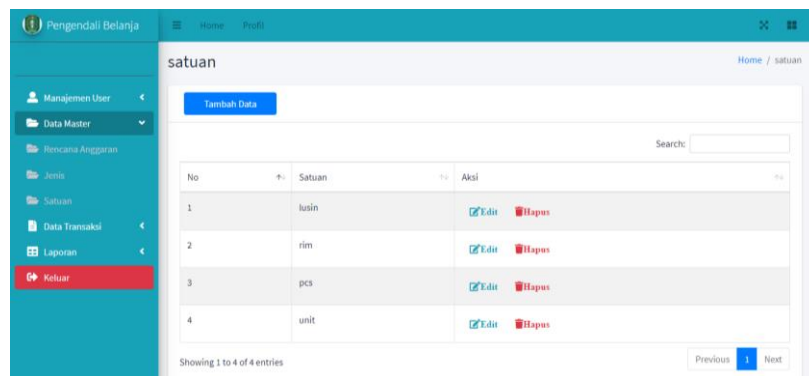 Pengendali Belanja
Home Profil
satuan
Home / satuan
Manajemen User
Data Master
Rencana Anggaran
Jenis
Satuan
Data Transaksi
Laporan
Keluar
Tambah Data
Search:
No Satuan Aksi
1 lusin Edit Hapus
2 rim Edit Hapus
3 pcs Edit Hapus
4 unit Edit Hapus
Showing 1 to 4 of 4 entries
Previous 1 Next